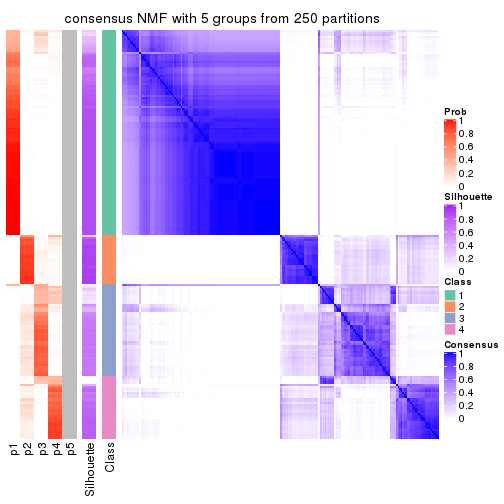 consensus NMF with 5 groups from 250 partitions
Prob
1
0.8
0.6
0.4
0.2
0
Silhouette
1
0.8
0.6
0.4
0.2
0
Class
1
2
3
4
Consensus
1
0.8
0.6
0.4
0.2
0
p1
p2
p3
p4
p5
Silhouette
Class